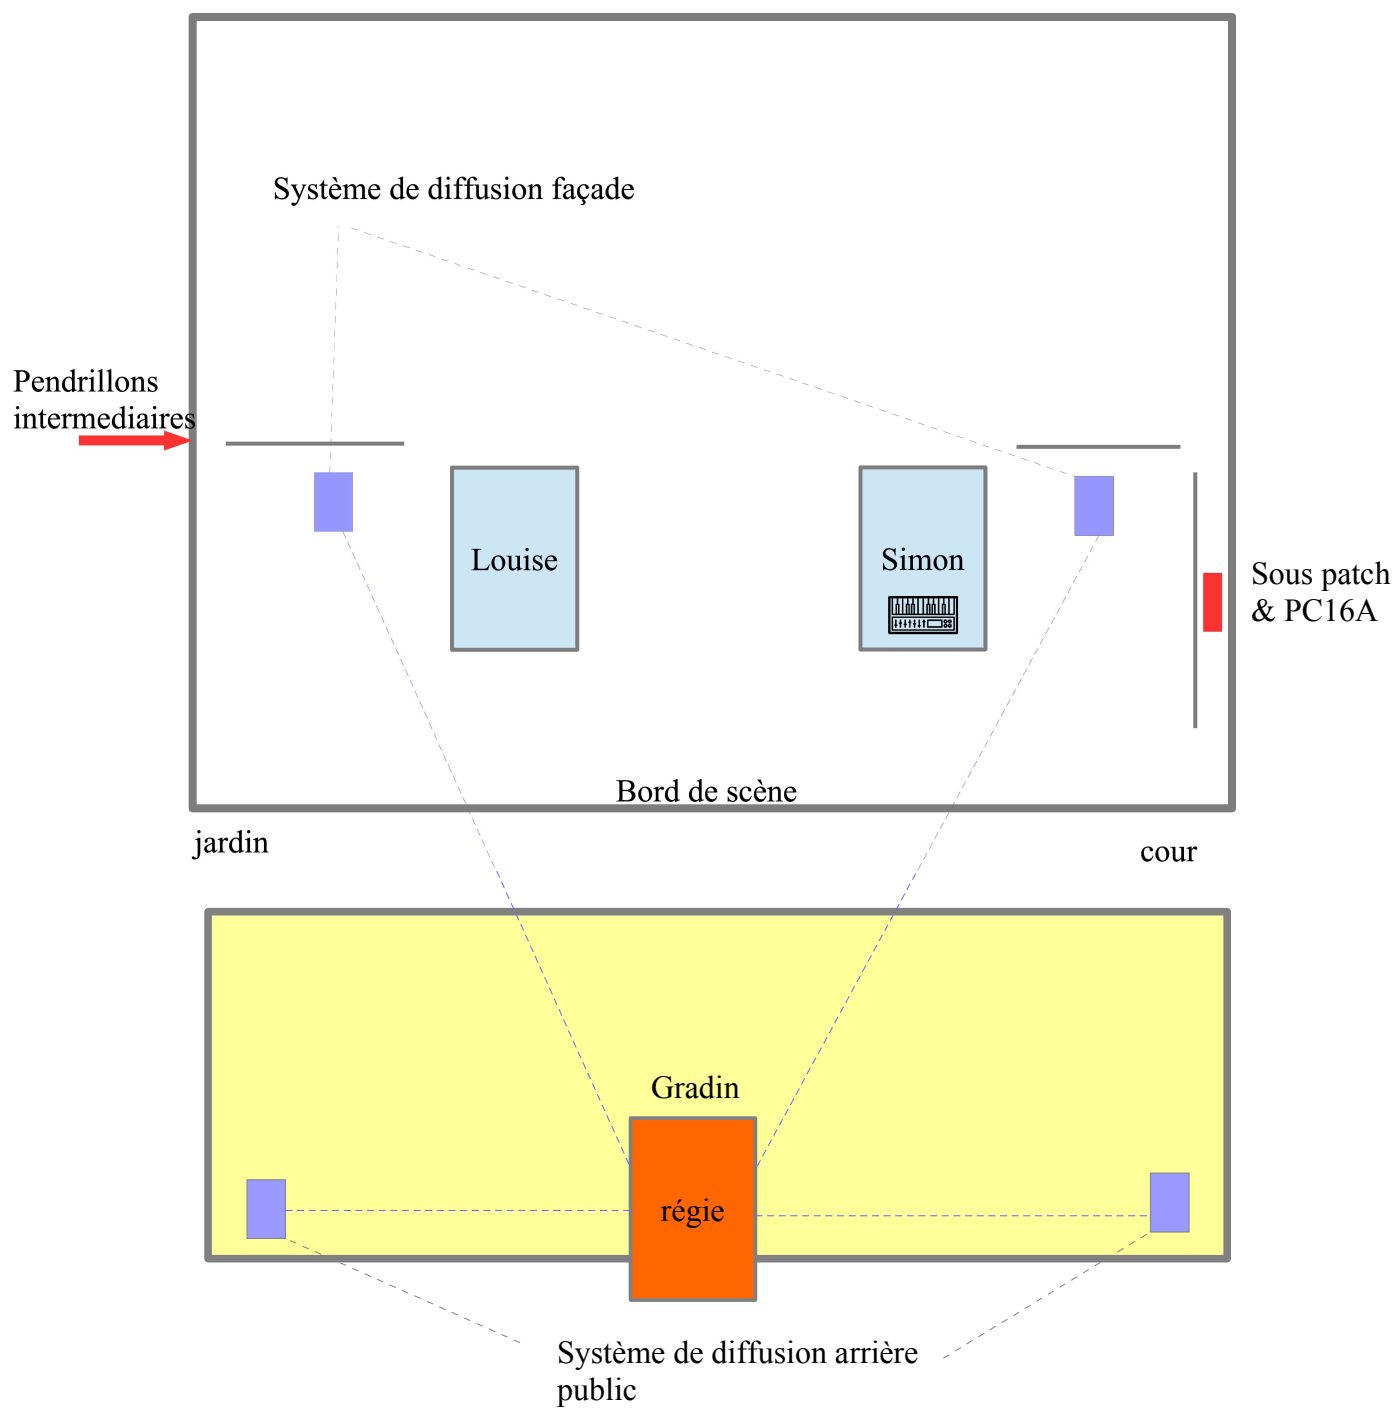 Système de diffusion façade
Pendrillons
intermediaires
Louise
Simon
Sous patch
& PC16A
Bord de scène
jardin
cour
Gradin
régie
Système de diffusion arrière
public